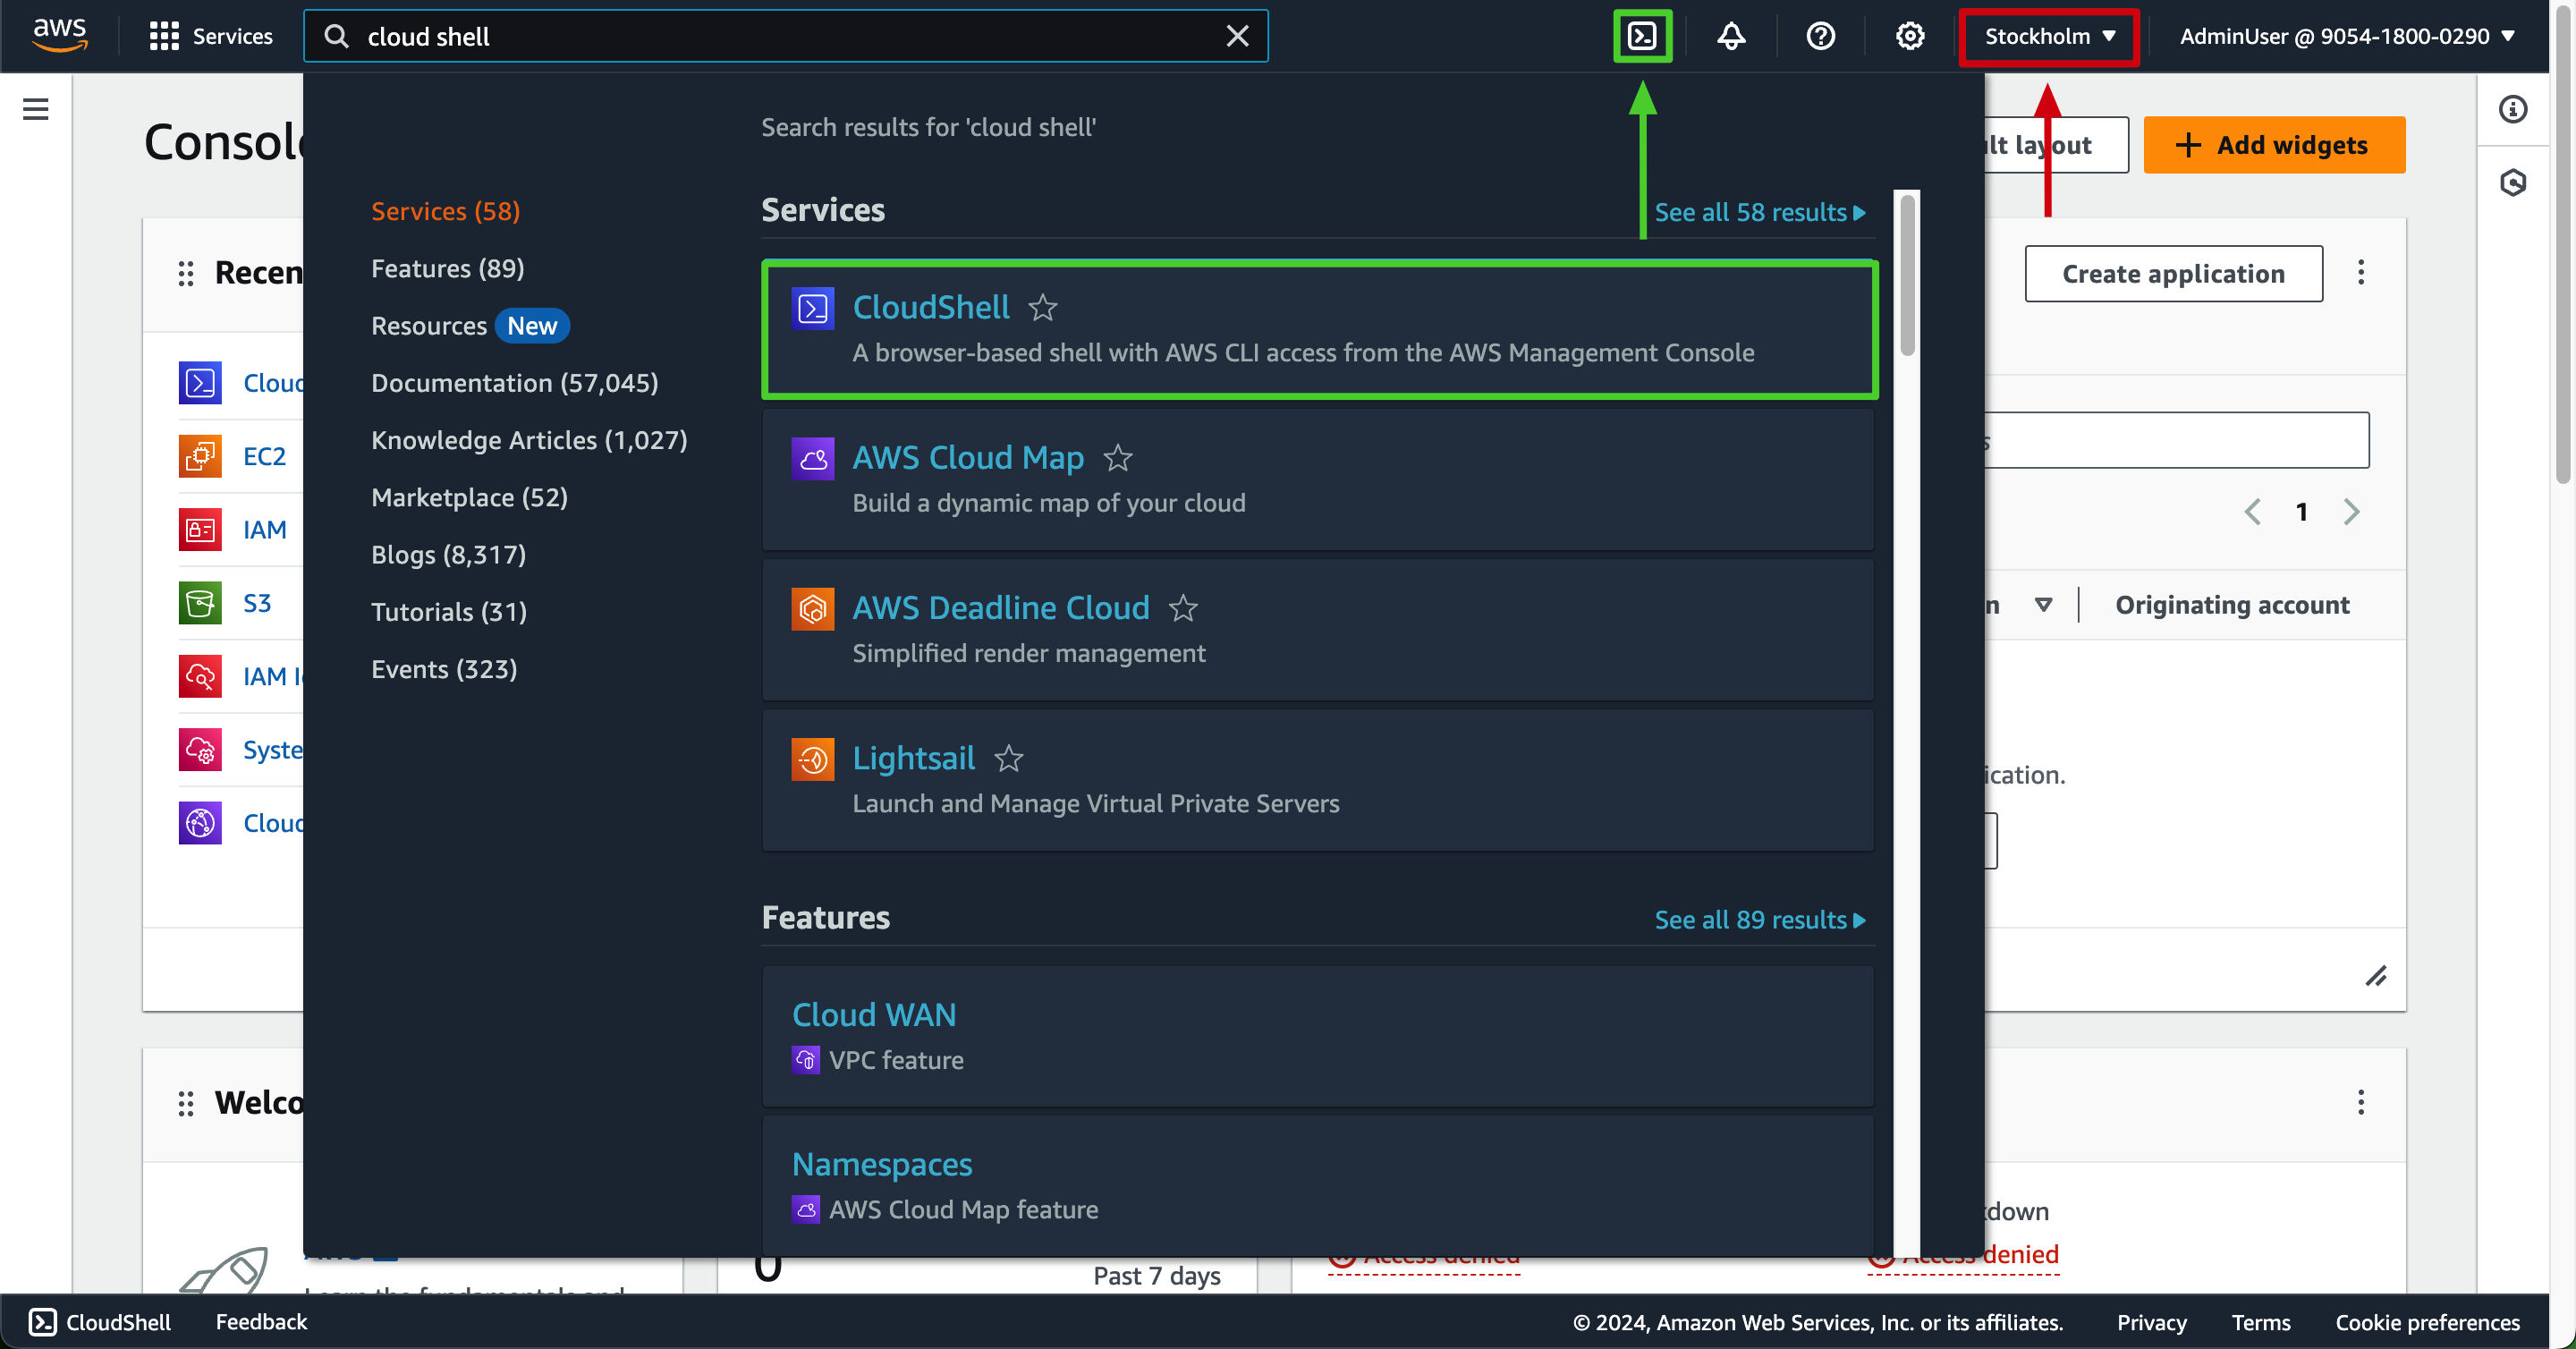 aws
Services
cloud shell
Stockholm
AdminUser @ 9054-1800-0290
Search results for 'cloud shell'
Add widgets
Services (58)
Features (89)
Resources New
Documentation (57,045)
Knowledge Articles (1,027)
Marketplace (52)
Blogs (8,317)
Tutorials (31)
Events (323)
Services
See all 58 results
CloudShell
A browser-based shell with AWS CLI access from the AWS Management Console
AWS Cloud Map
Build a dynamic map of your cloud
AWS Deadline Cloud
Simplified render management
Lightsail
Launch and Manage Virtual Private Servers
Features
See all 89 results
Cloud WAN
VPC feature
Namespaces
AWS Cloud Map feature
Consol
Recen
Cloud
EC2
IAM
S3
IAM I
Syste
Cloud
Welco
lt layout
Create application
1
n
Originating account
ication.
down
Access denied
Access denied
0
Past 7 days
CloudShell
Feedback
© 2024, Amazon Web Services, Inc. or its affiliates.
Privacy
Terms
Cookie preferences